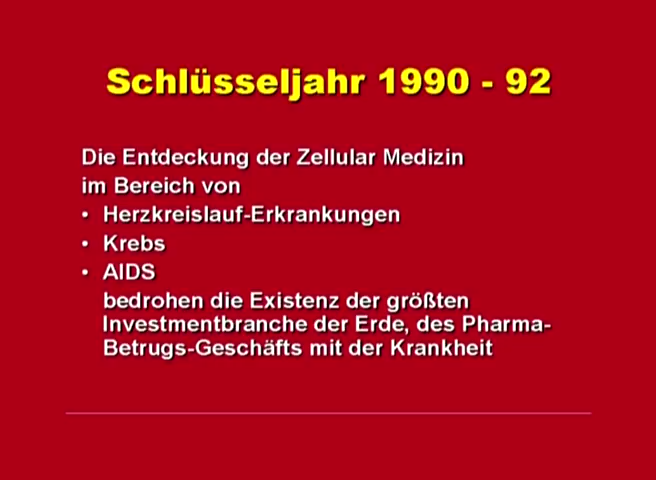 Schlüsseljahr 1990 - 92
Die Entdeckung der Zellular Medizin
im Bereich von
• Herzkreislauf-Erkrankungen
• Krebs
• AIDS
bedrohen die Existenz der größten
Investmentbranche der Erde, des Pharma-
Betrugs-Geschäfts mit der Krankheit